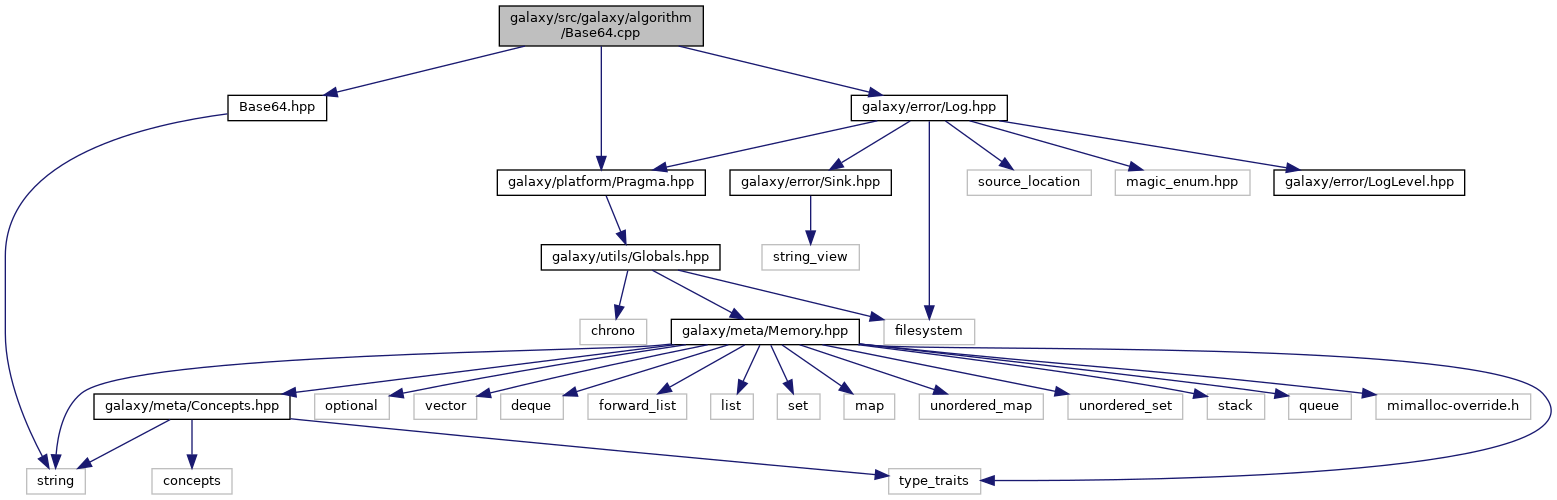 galaxy/src/galaxy/algorithm
/Base64.cpp
Base64.hpp
galaxy/error/Log.hpp
galaxy/platform/Pragma.hpp
galaxy/error/Sink.hpp
source_location
magic_enum.hpp
galaxy/error/LogLevel.hpp
galaxy/utils/Globals.hpp
string_view
chrono
galaxy/meta/Memory.hpp
filesystem
galaxy/meta/Concepts.hpp
optional
vector
deque
forward_list
list
set
map
unordered_map
unordered_set
stack
queue
mimalloc-override.h
string
concepts
type_traits